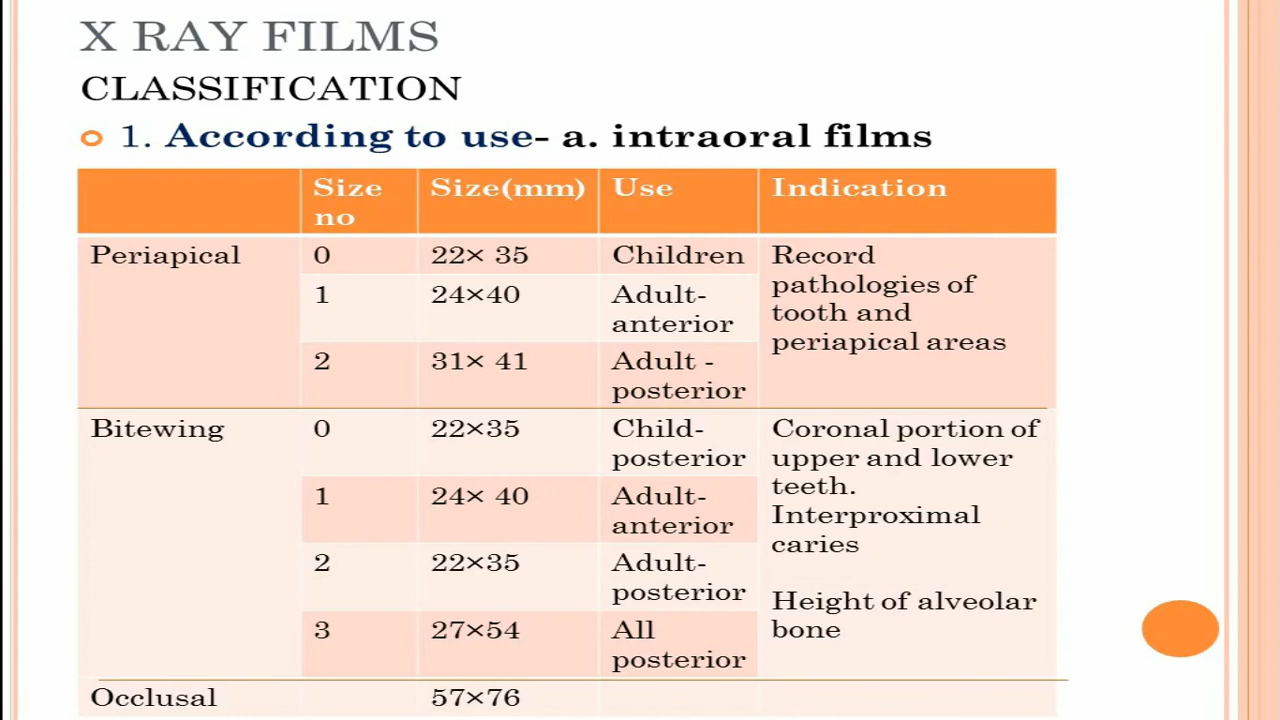 X RAY FILMS
CLASSIFICATION
1. According to use- a. intraoral films
Size no Size(mm) Use Indication
Periapical 0 22× 35 Children Record pathologies of tooth and periapical areas
1 24×40 Adult- anterior
2 31× 41 Adult - posterior
Bitewing 0 22×35 Child- posterior Coronal portion of upper and lower teeth. Interproximal caries Height of alveolar bone
1 24× 40 Adult- anterior
2 22×35 Adult- posterior
3 27×54 All posterior
Occlusal 57×76